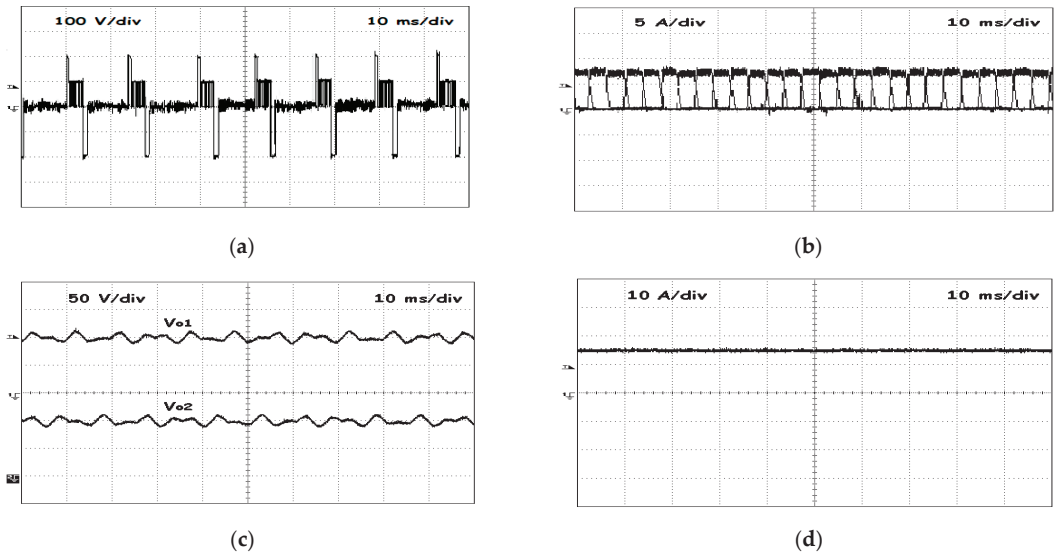 100 V/div 10 ms/div
5 A/div 10 ms/div
(a)
(b)
50 V/div 10 ms/div
Vo1
Vo2
10 A/div 10 ms/div
(c)
(d)